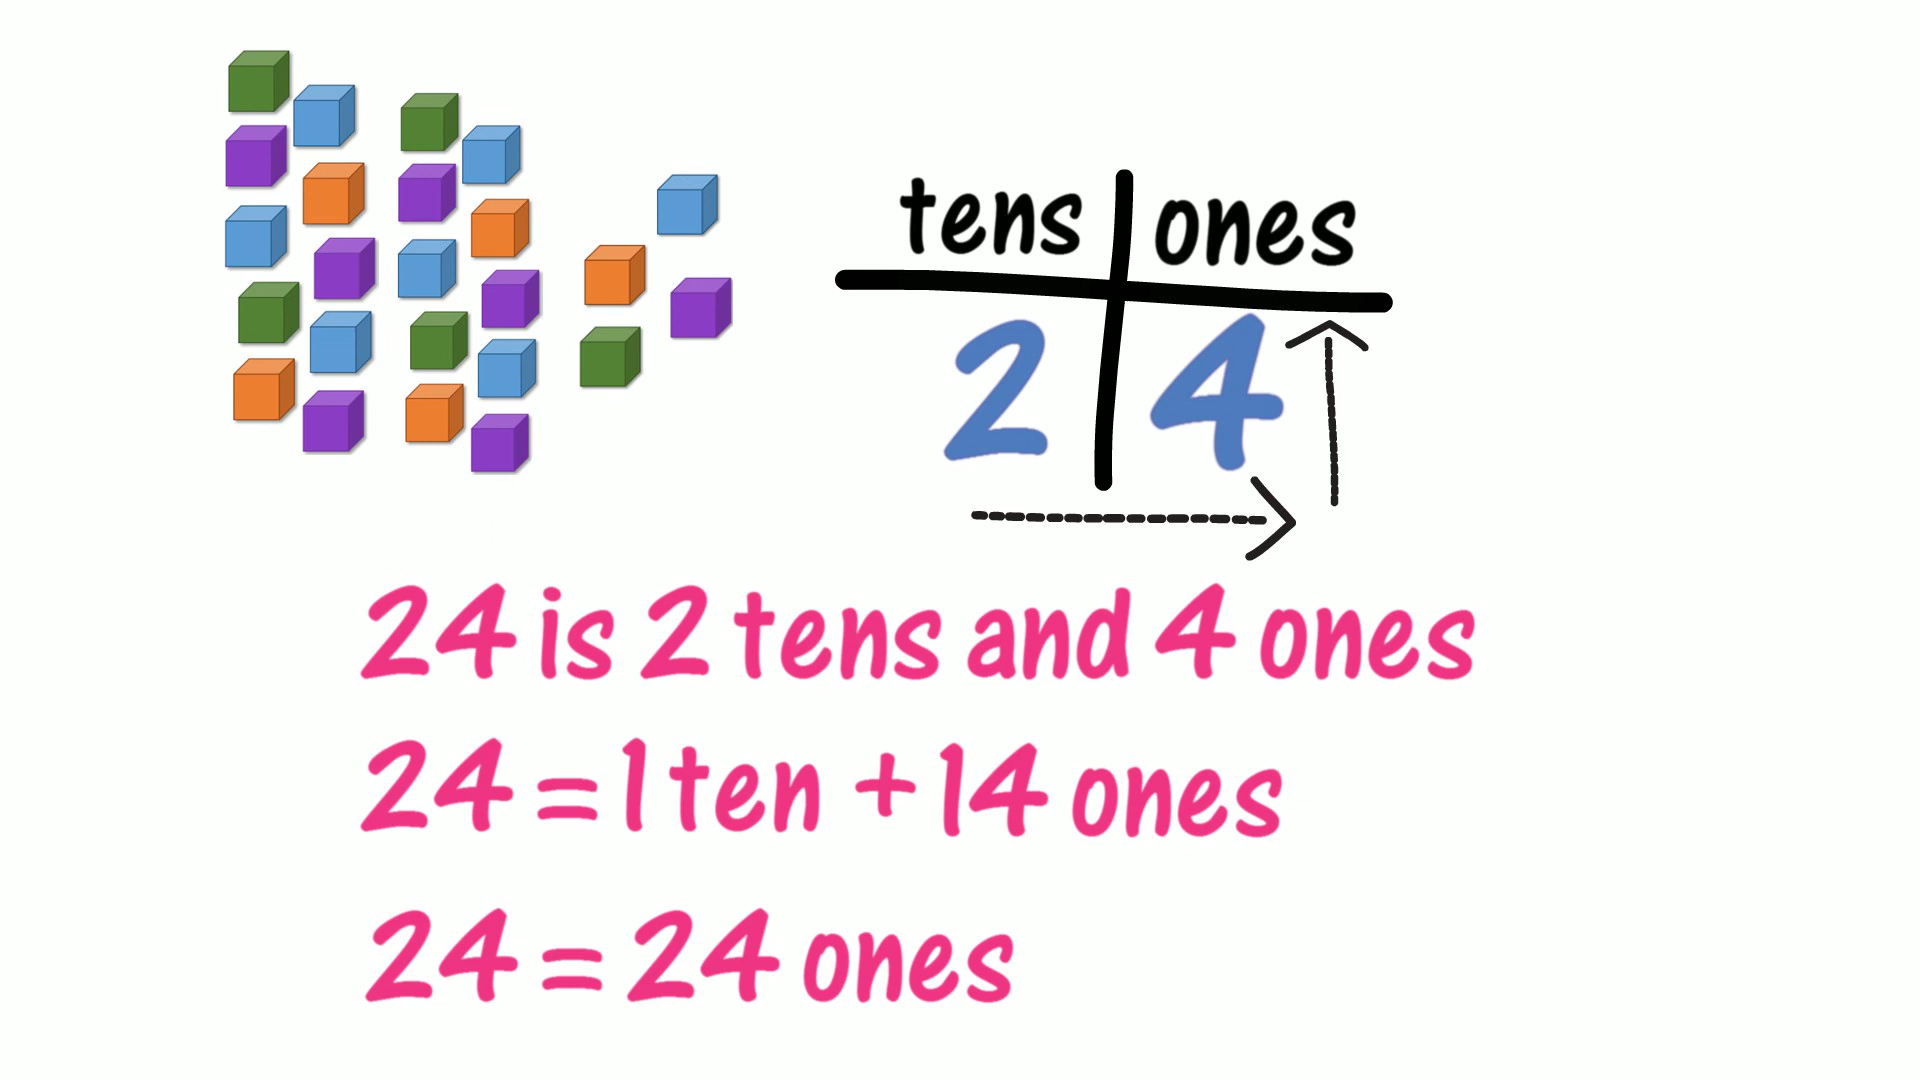 tens ones
2 4
24 is 2 tens and 4 ones
24 = 1 ten + 14 ones
24 = 24 ones